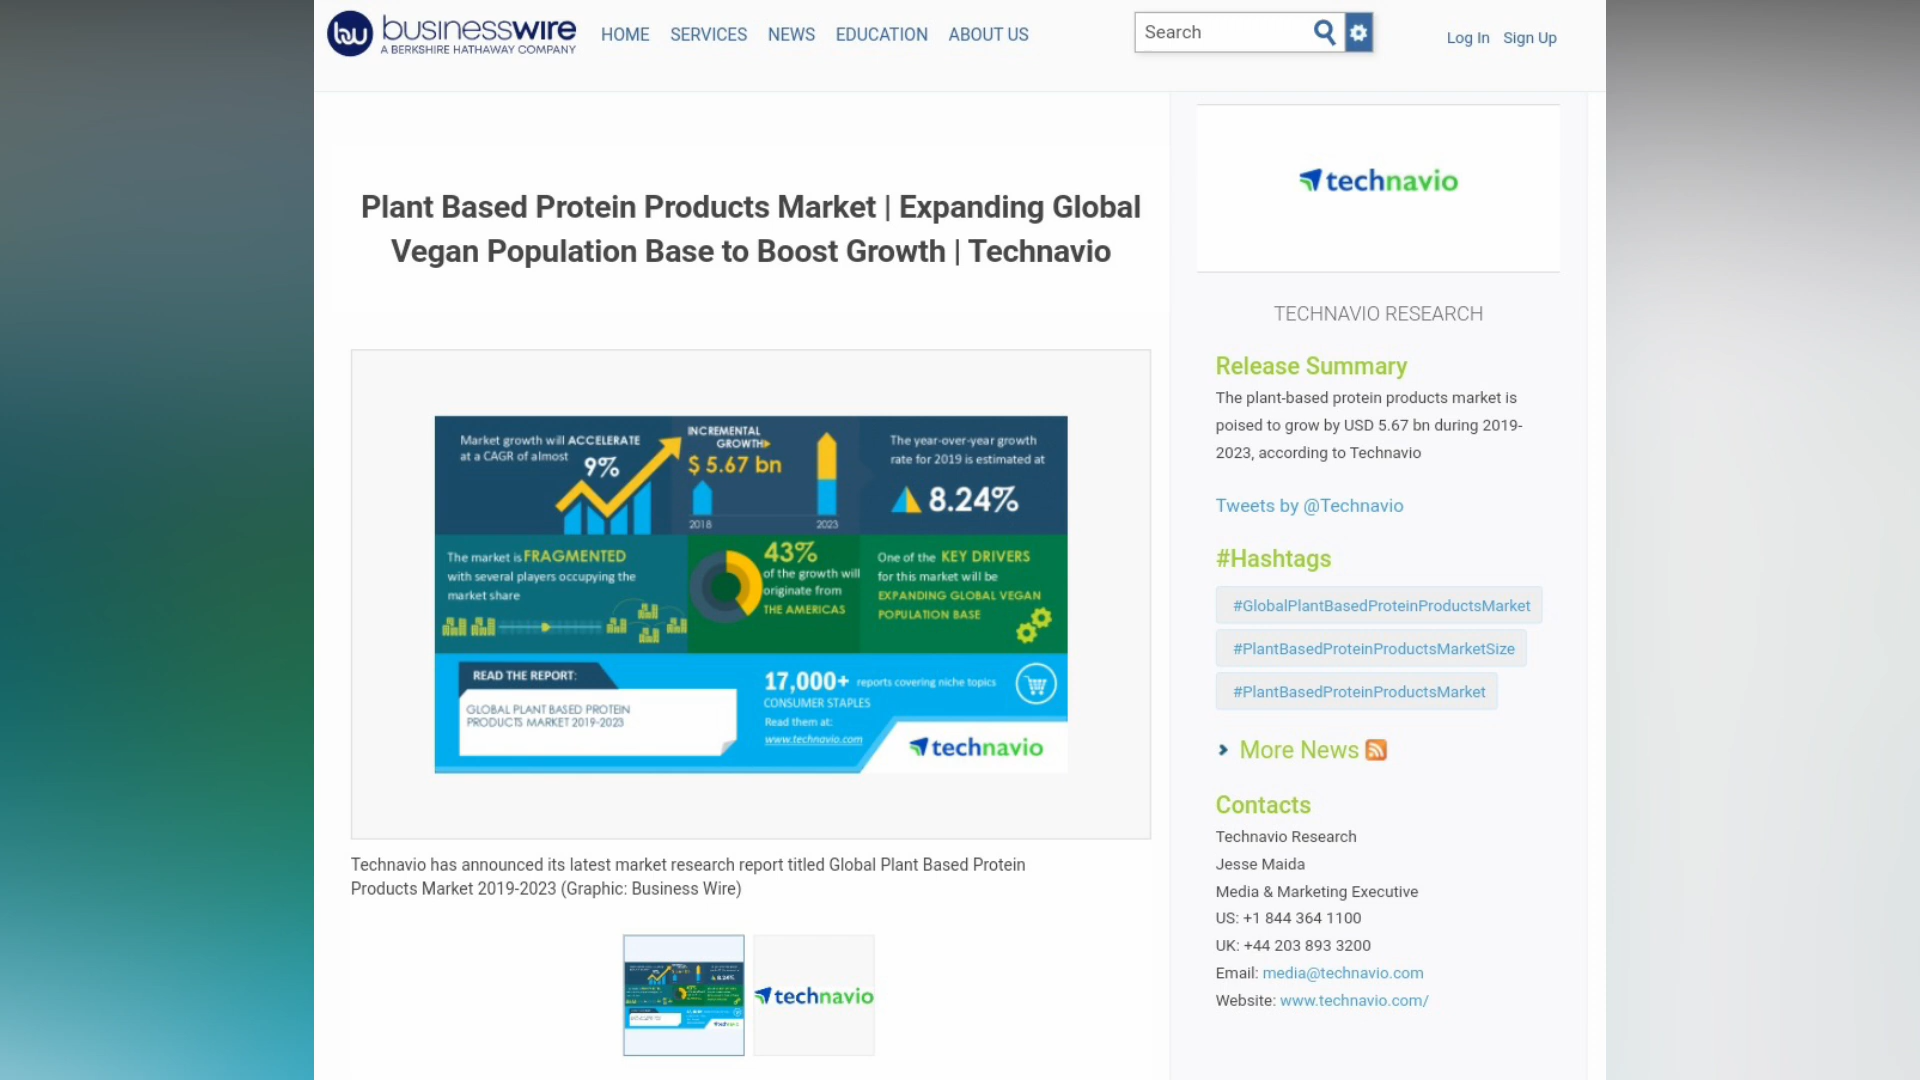 businesswire
A BERKSHIRE HATHAWAY COMPANY
HOME SERVICES NEWS EDUCATION ABOUT US
Search
Log In Sign Up
Plant Based Protein Products Market | Expanding Global
Vegan Population Base to Boost Growth | Technavio
Market growth will ACCELERATE
at a CAGR of almost
9%
INCREMENTAL
GROWTH
$ 5.67 bn
2018
2023
The year-over-year growth
rate for 2019 is estimated at
8.24%
The market is FRAGMENTED
with several players occupying the
market share
43%
of the growth will
originate from
THE AMERICAS
One of the KEY DRIVERS
for this market will be
EXPANDING GLOBAL VEGAN
POPULATION BASE
READ THE REPORT:
GLOBAL PLANT BASED PROTEIN
PRODUCTS MARKET 2019-2023
17,000+ reports covering niche topics
CONSUMER STAPLES
Read them at:
www.technavio.com
technavio
Technavio has announced its latest market research report titled Global Plant Based Protein
Products Market 2019-2023 (Graphic: Business Wire)
technavio
technavio
TECHNAVIO RESEARCH
Release Summary
The plant-based protein products market is
poised to grow by USD 5.67 bn during 2019-
2023, according to Technavio
Tweets by @Technavio
#Hashtags
#GlobalPlantBasedProteinProductsMarket
#PlantBasedProteinProductsMarketSize
#PlantBasedProteinProductsMarket
More News
Contacts
Technavio Research
Jesse Maida
Media & Marketing Executive
US: +1 844 364 1100
UK: +44 203 893 3200
Email: media@technavio.com
Website: www.technavio.com/